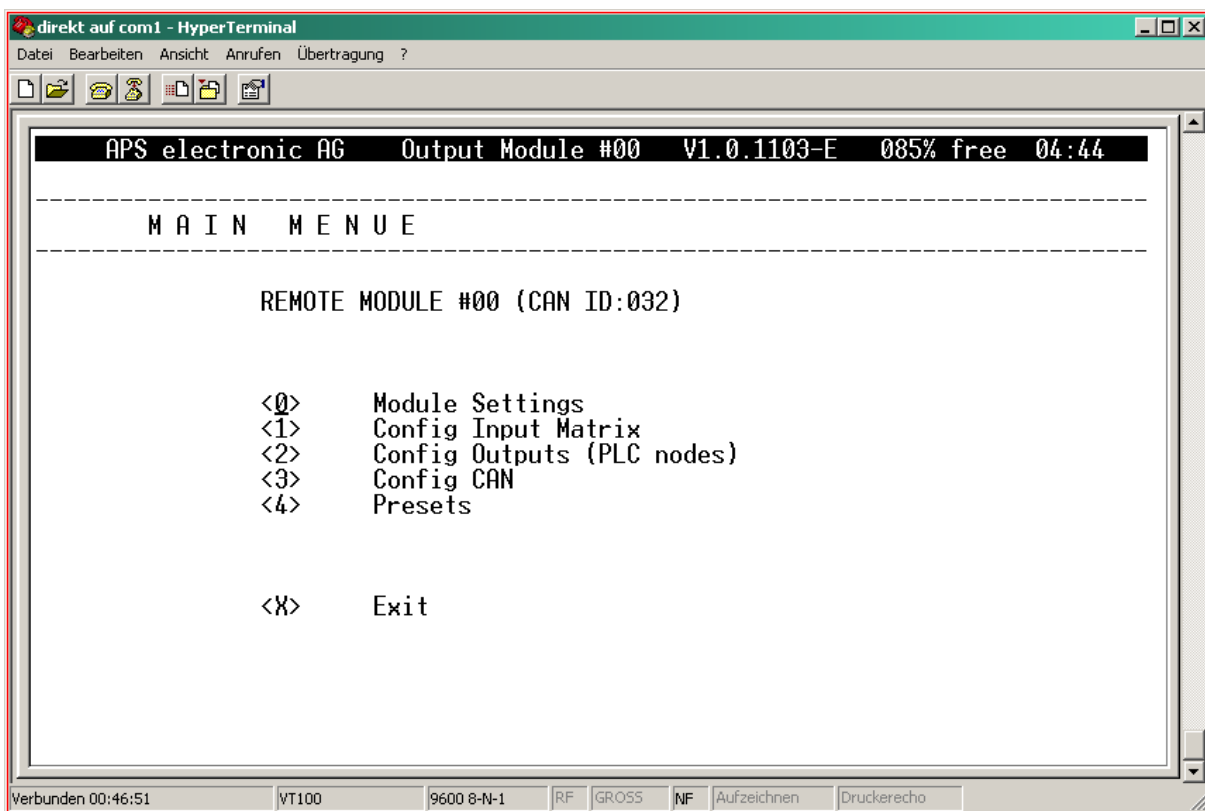 direkt auf com1 - HyperTerminal
Datei Bearbeiten Ansicht Anrufen Übertragung ?
APS electronic AG Output Module #00 V1.0.1103-E 085% free 04:44
M A I N M E N U E
REMOTE MODULE #00 (CAN ID:032)
<0> Module Settings
<1> Config Input Matrix
<2> Config Outputs (PLC nodes)
<3> Config CAN
<4> Presets
<X> Exit
Verbunden 00:46:51 VT100 9600 8-N-1 RF GROSS NF Aufzeichnen Druckerecho